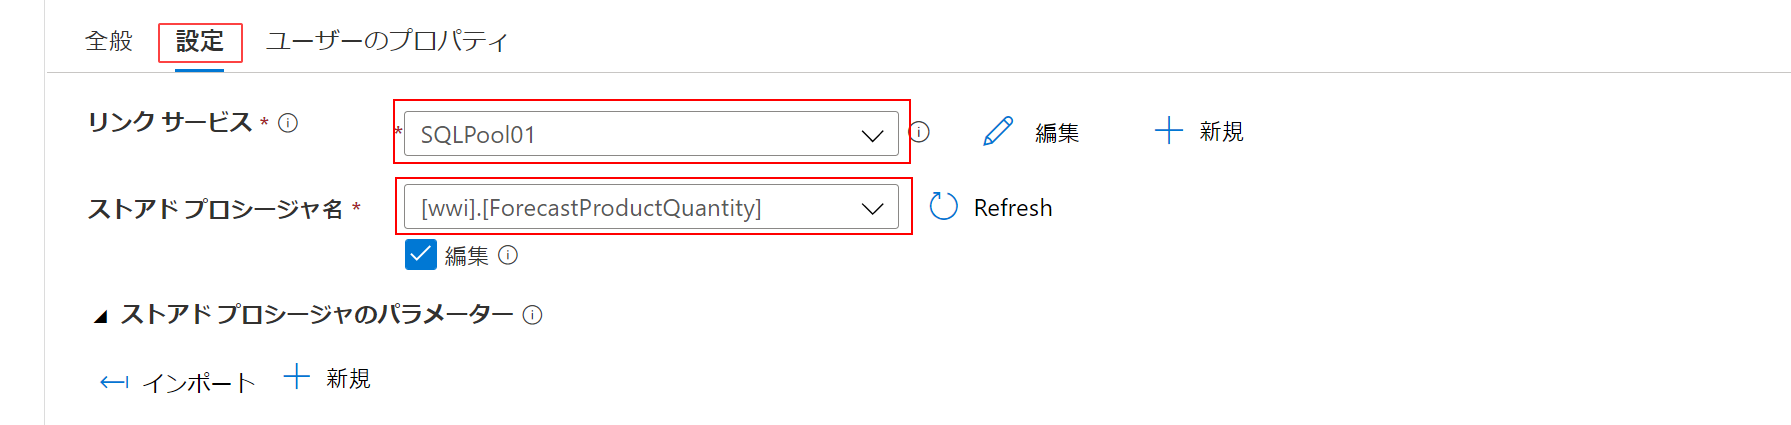 全般 設定 ユーザーのプロパティ
リンク サービス * * SQLPool01 編集 新規
ストアド プロシージャ名 * [wwi].[ForecastProductQuantity] Refresh
編集
ストアド プロシージャのパラメーター
インポート 新規